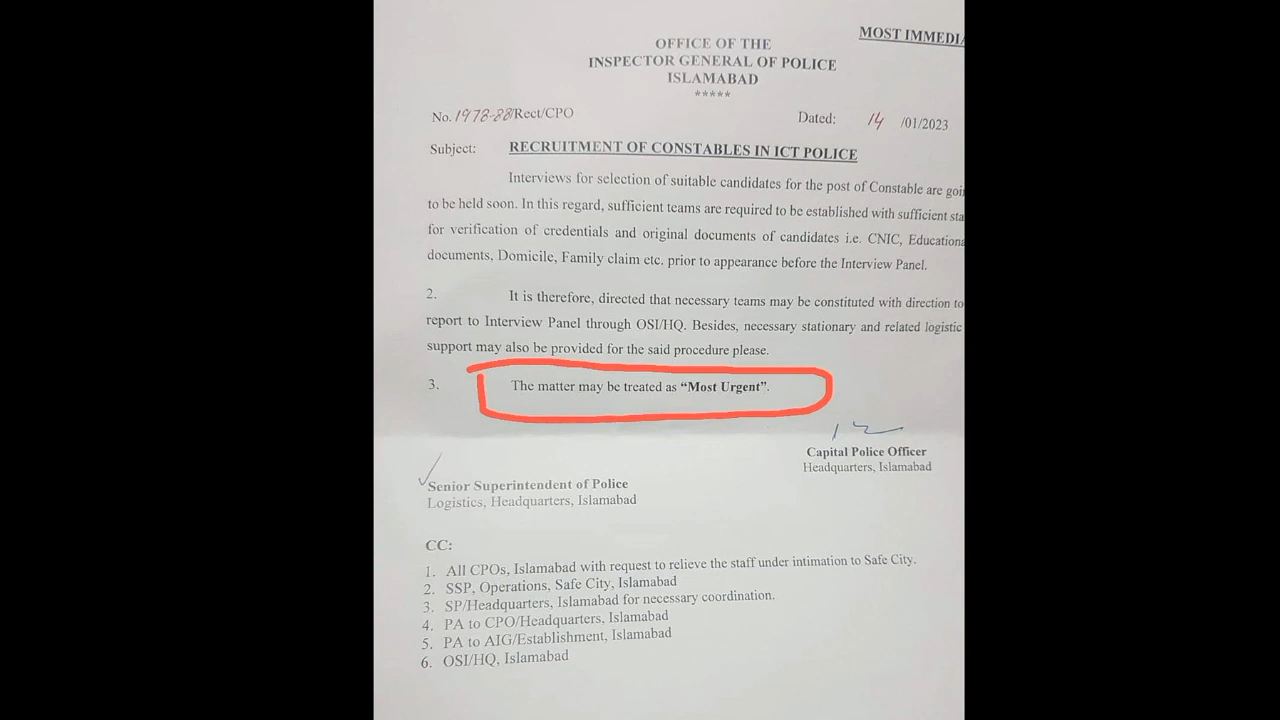 MOST IMMEDIA
OFFICE OF THE
INSPECTOR GENERAL OF POLICE
ISLAMABAD
*****
No. 1978-88/Rect/CPO Dated: 14 /01/2023
Subject: RECRUITMENT OF CONSTABLES IN ICT POLICE
Interviews for selection of suitable candidates for the post of Constable are goi
to be held soon. In this regard, sufficient teams are required to be established with sufficient sta
for verification of credentials and original documents of candidates i.e. CNIC, Educationa
documents, Domicile, Family claim etc. prior to appearance before the Interview Panel.
2. It is therefore, directed that necessary teams may be constituted with direction to
report to Interview Panel through OSI/HQ. Besides, necessary stationary and related logistic
support may also be provided for the said procedure please.
3. The matter may be treated as “Most Urgent”.
Capital Police Officer
Headquarters, Islamabad
Senior Superintendent of Police
Logistics, Headquarters, Islamabad
CC:
1. All CPOs, Islamabad with request to relieve the staff under intimation to Safe City.
2. SSP, Operations, Safe City, Islamabad
3. SP/Headquarters, Islamabad for necessary coordination.
4. PA to CPO/Headquarters, Islamabad
5. PA to AIG/Establishment, Islamabad
6. OSI/HQ, Islamabad